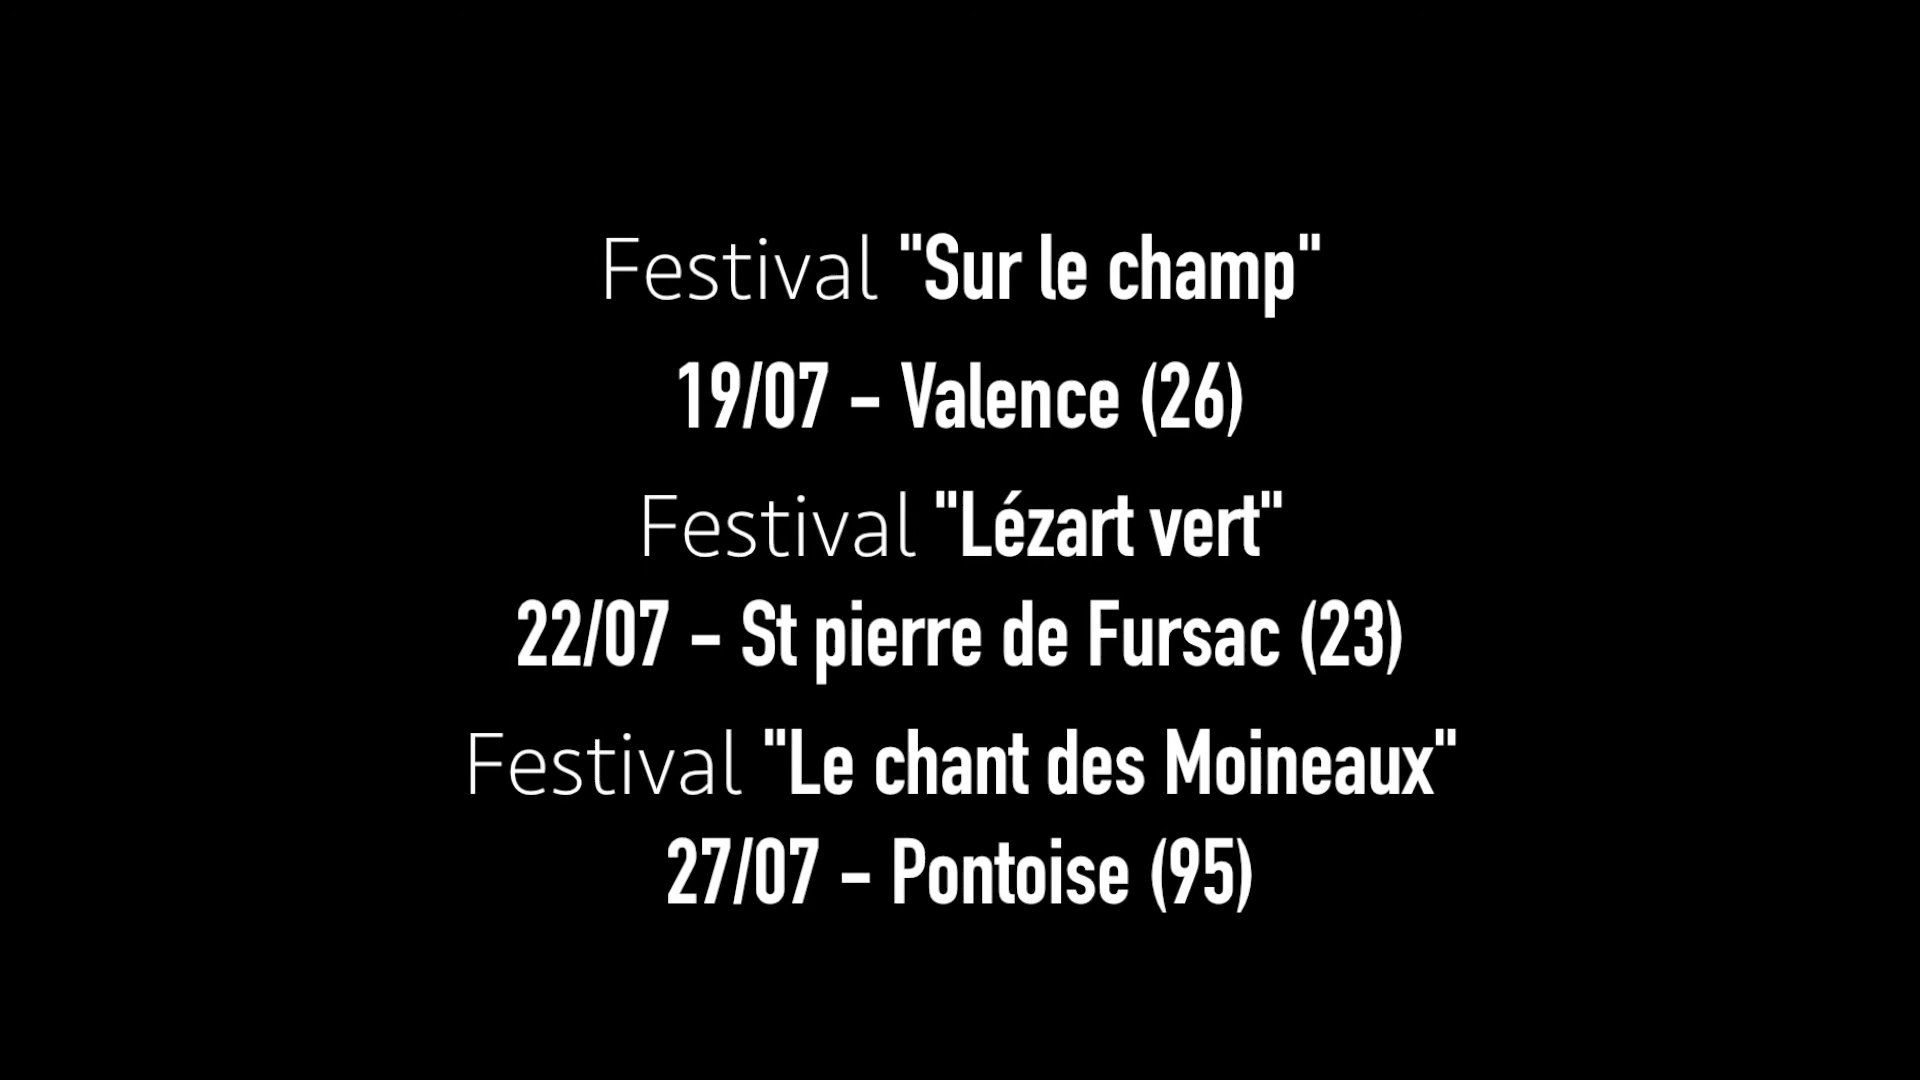 Festival "Sur le champ"
19/07 - Valence (26)
Festival "Lézart vert"
22/07 - St pierre de Fursac (23)
Festival "Le chant des Moineaux"
27/07 - Pontoise (95)